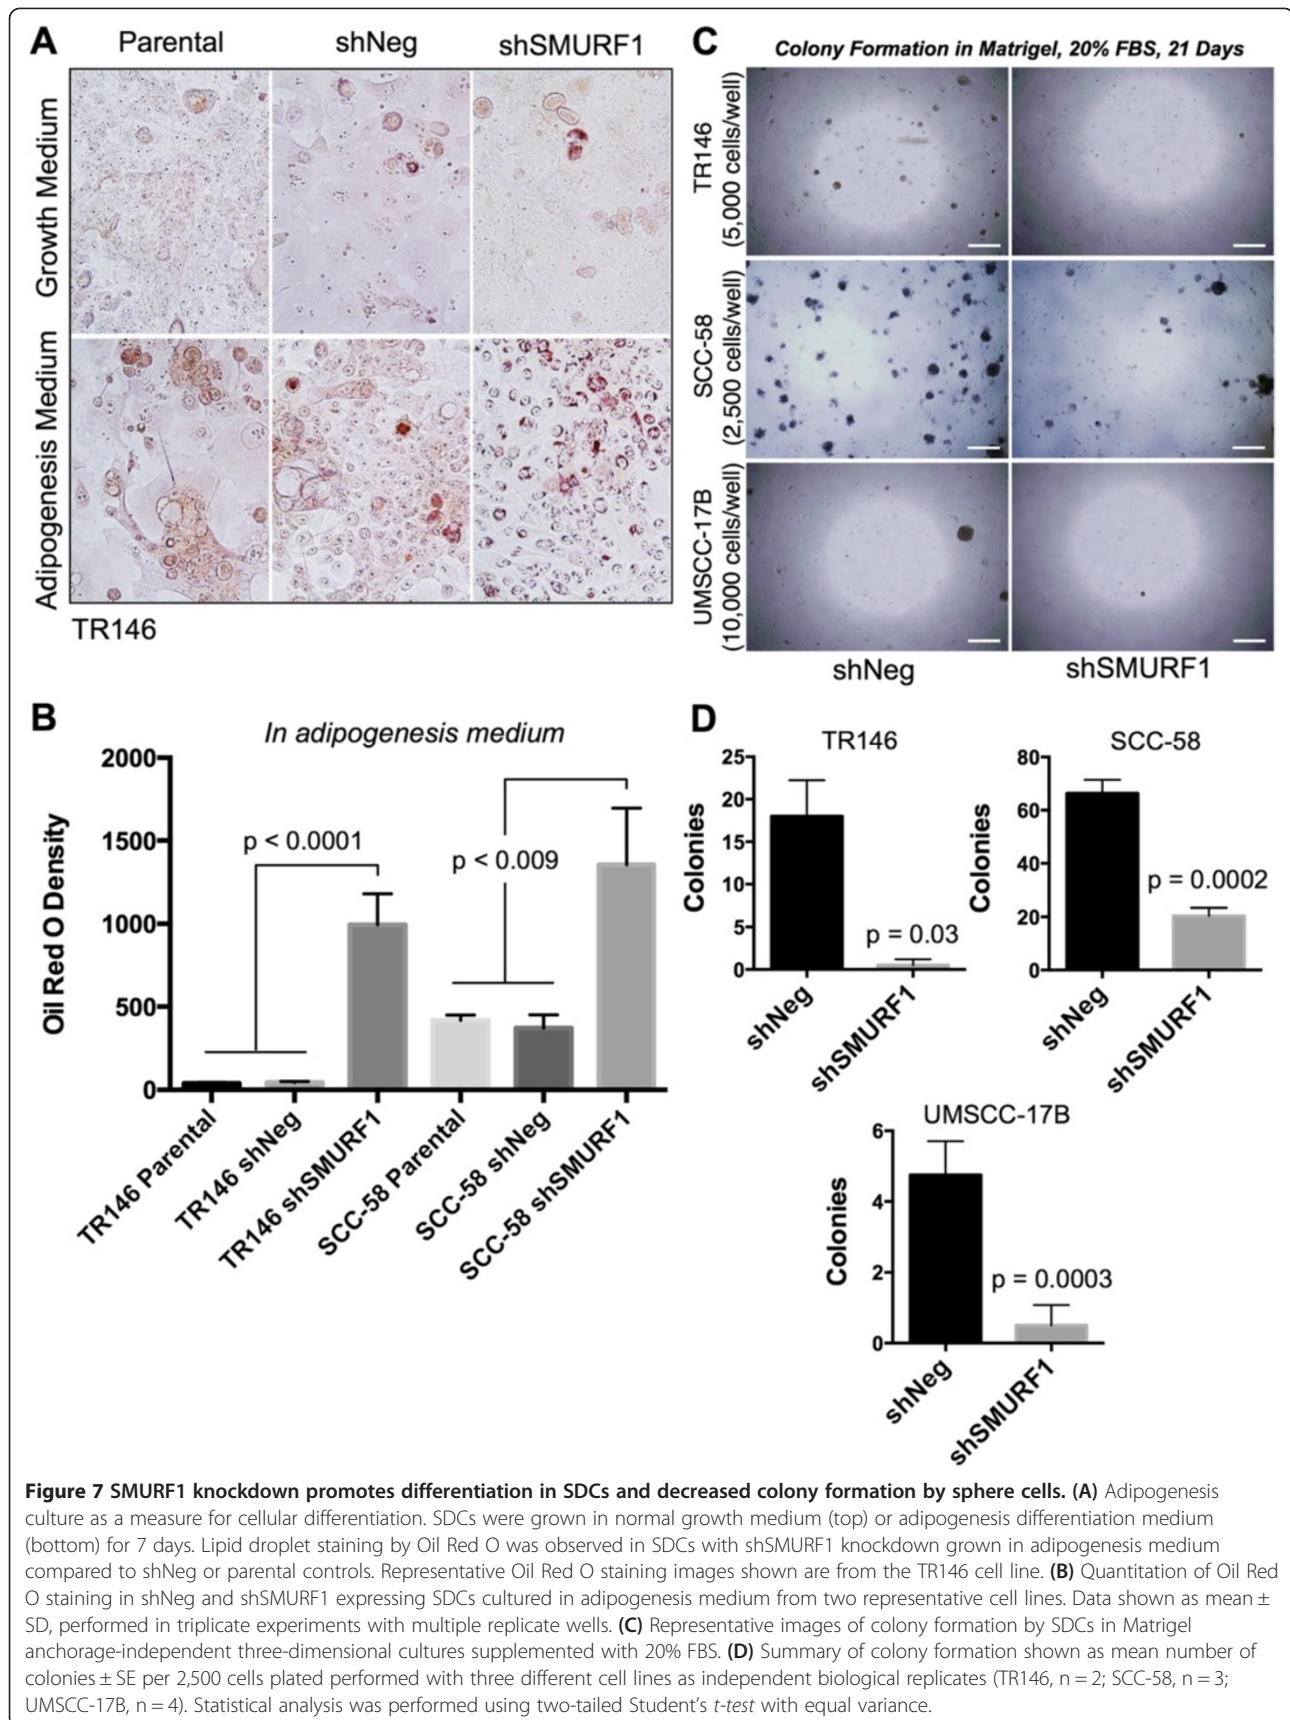 A
Parental
shNeg
shSMURF1
Growth Medium
Adipogenesis Medium
TR146
C
Colony Formation in Matrigel, 20% FBS, 21 Days
TR146
(5,000 cells/well)
SCC-58
(2,500 cells/well)
UMSCC-17B
(10,000 cells/well)
shNeg
shSMURF1
B
In adipogenesis medium
Oil Red O Density
2000
1500
1000
500
0
p < 0.0001
p < 0.009
TR146 Parental
TR146 shNeg
TR146 shSMURF1
SCC-58 Parental
SCC-58 shNeg
SCC-58 shSMURF1
D
TR146
Colonies
25
20
15
10
5
0
p = 0.03
shNeg
shSMURF1
SCC-58
Colonies
80
60
40
20
0
p = 0.0002
shNeg
shSMURF1
UMSCC-17B
Colonies
6
4
2
0
p = 0.0003
shNeg
shSMURF1
Figure 7 SMURF1 knockdown promotes differentiation in SDCs and decreased colony formation by sphere cells. (A) Adipogenesis
culture as a measure for cellular differentiation. SDCs were grown in normal growth medium (top) or adipogenesis differentiation medium
(bottom) for 7 days. Lipid droplet staining by Oil Red O was observed in SDCs with shSMURF1 knockdown grown in adipogenesis medium
compared to shNeg or parental controls. Representative Oil Red O staining images shown are from the TR146 cell line. (B) Quantitation of Oil Red
O staining in shNeg and shSMURF1 expressing SDCs cultured in adipogenesis medium from two representative cell lines. Data shown as mean ±
SD, performed in triplicate experiments with multiple replicate wells. (C) Representative images of colony formation by SDCs in Matrigel
anchorage-independent three-dimensional cultures supplemented with 20% FBS. (D) Summary of colony formation shown as mean number of
colonies ± SE per 2,500 cells plated performed with three different cell lines as independent biological replicates (TR146, n = 2; SCC-58, n = 3;
UMSCC-17B, n = 4). Statistical analysis was performed using two-tailed Student's t-test with equal variance.